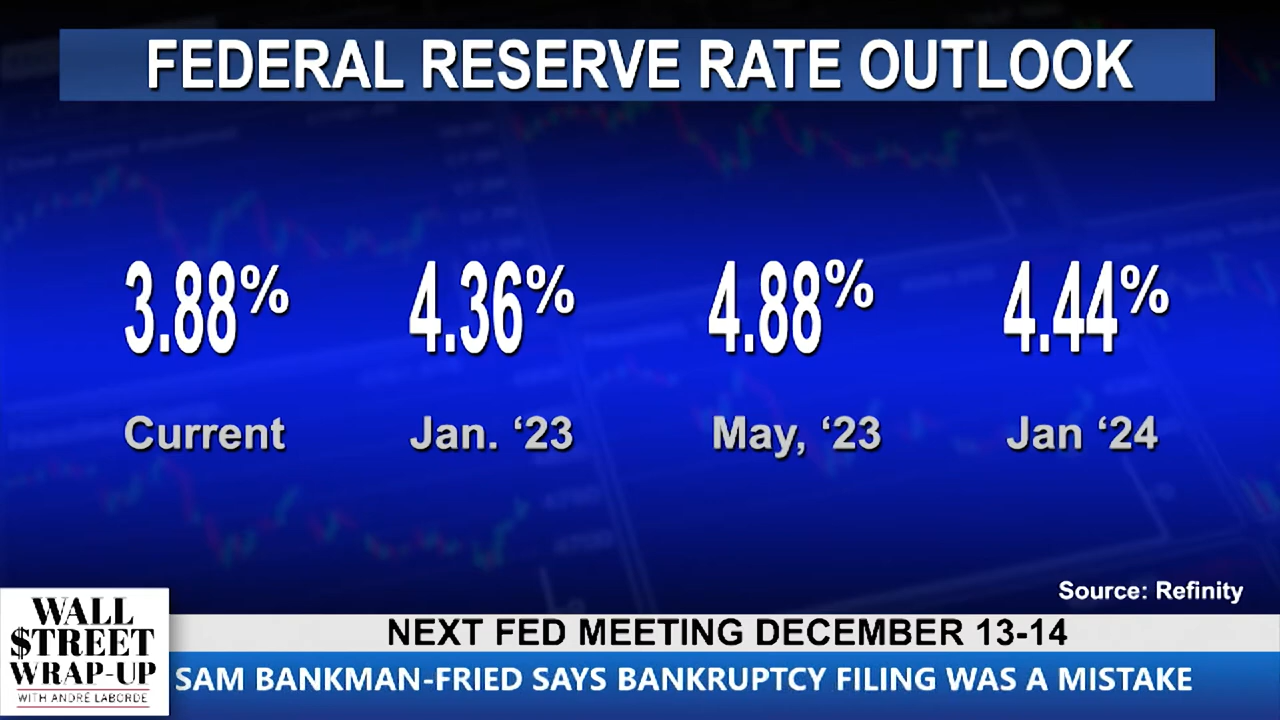 FEDERAL RESERVE RATE OUTLOOK
3.88% 4.36% 4.88% 4.44%
Current Jan. ‘23 May, ‘23 Jan ‘24
Source: Refinity
NEXT FED MEETING DECEMBER 13-14
SAM BANKMAN-FRIED SAYS BANKRUPTCY FILING WAS A MISTAKE
WALL
$TREET
WRAP-UP
WITH ANDRÉ LABORDE